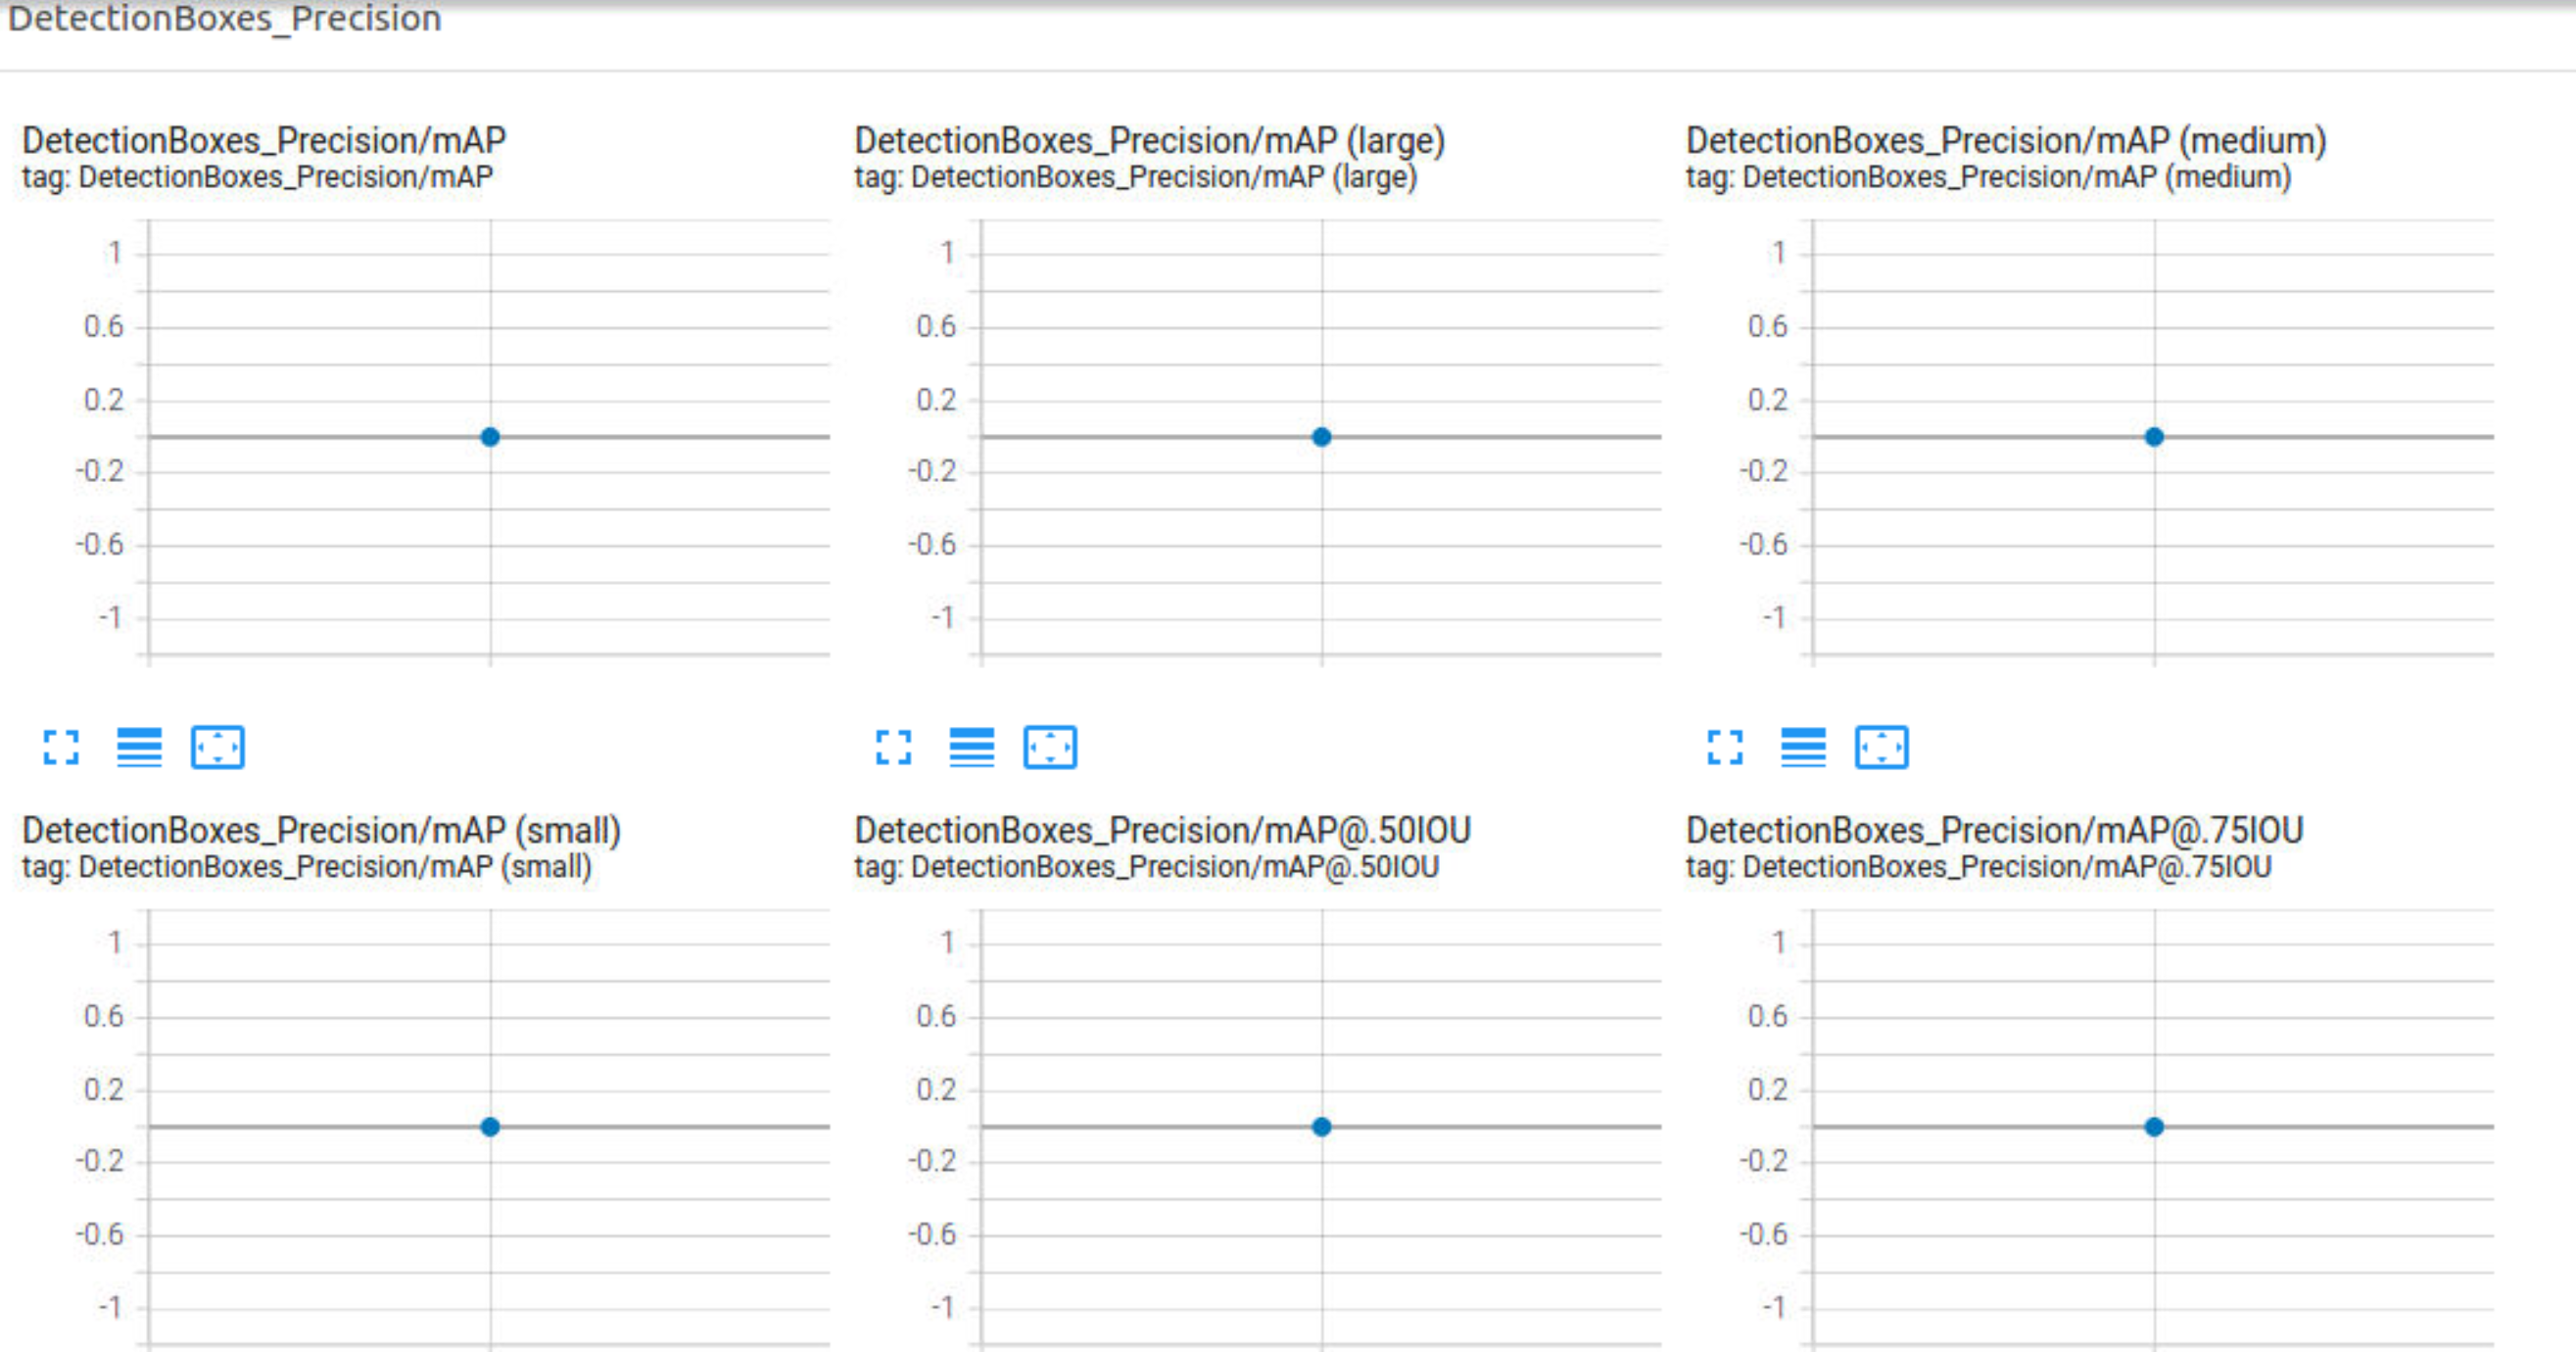 DetectionBoxes_Precision
DetectionBoxes_Precision/mAP
tag: DetectionBoxes_Precision/mAP
1
0.6
0.2
-0.2
-0.6
-1
DetectionBoxes_Precision/mAP (large)
tag: DetectionBoxes_Precision/mAP (large)
1
0.6
0.2
-0.2
-0.6
-1
DetectionBoxes_Precision/mAP (medium)
tag: DetectionBoxes_Precision/mAP (medium)
1
0.6
0.2
-0.2
-0.6
-1
DetectionBoxes_Precision/mAP (small)
tag: DetectionBoxes_Precision/mAP (small)
1
0.6
0.2
-0.2
-0.6
-1
DetectionBoxes_Precision/mAP@.50IOU
tag: DetectionBoxes_Precision/mAP@.50IOU
1
0.6
0.2
-0.2
-0.6
-1
DetectionBoxes_Precision/mAP@.75IOU
tag: DetectionBoxes_Precision/mAP@.75IOU
1
0.6
0.2
-0.2
-0.6
-1